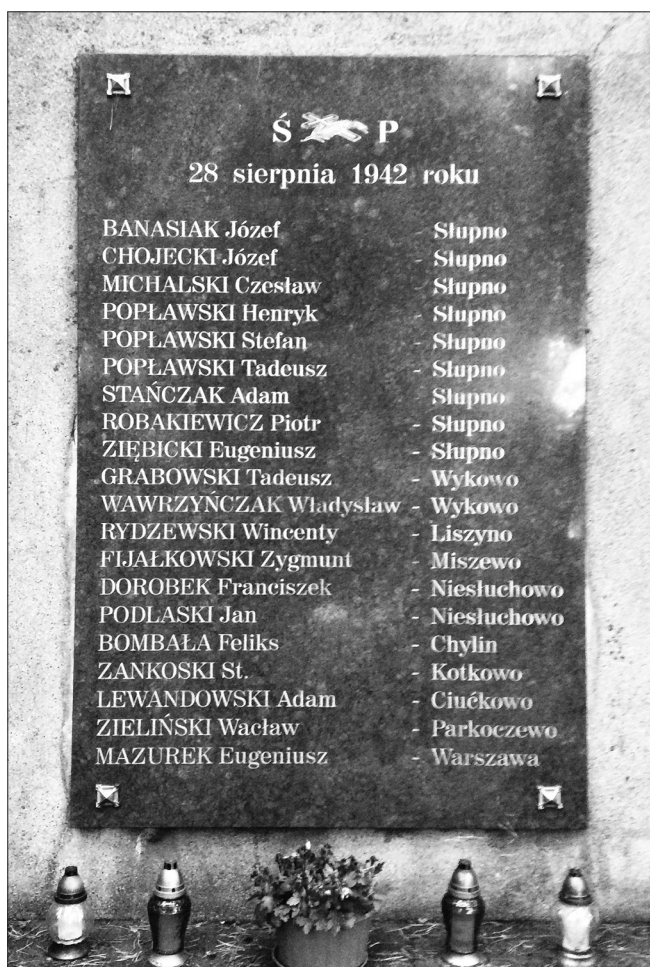 Ś P
28 sierpnia 1942 roku
BANASIAK Józef - Słupno
CHOJECKI Józef - Słupno
MICHALSKI Czesław - Słupno
POPŁAWSKI Henryk - Słupno
POPŁAWSKI Stefan - Słupno
POPŁAWSKI Tadeusz - Słupno
STAŃCZAK Adam - Słupno
ROBAKIEWICZ Piotr - Słupno
ZIĘBICKI Eugeniusz - Słupno
GRABOWSKI Tadeusz - Wykowo
WAWRZYŃCZAK Władysław - Wykowo
RYDZEWSKI Wincenty - Liszyno
FIJAŁKOWSKI Zygmunt - Miszewo
DOROBEK Franciszek - Niesłuchowo
PODLASKI Jan - Niesłuchowo
BOMBAŁA Feliks - Chylin
ZANKOSKI St. - Kotkowo
LEWANDOWSKI Adam - Ciućkowo
ZIELIŃSKI Wacław - Parkoczewo
MAZUREK Eugeniusz - Warszawa